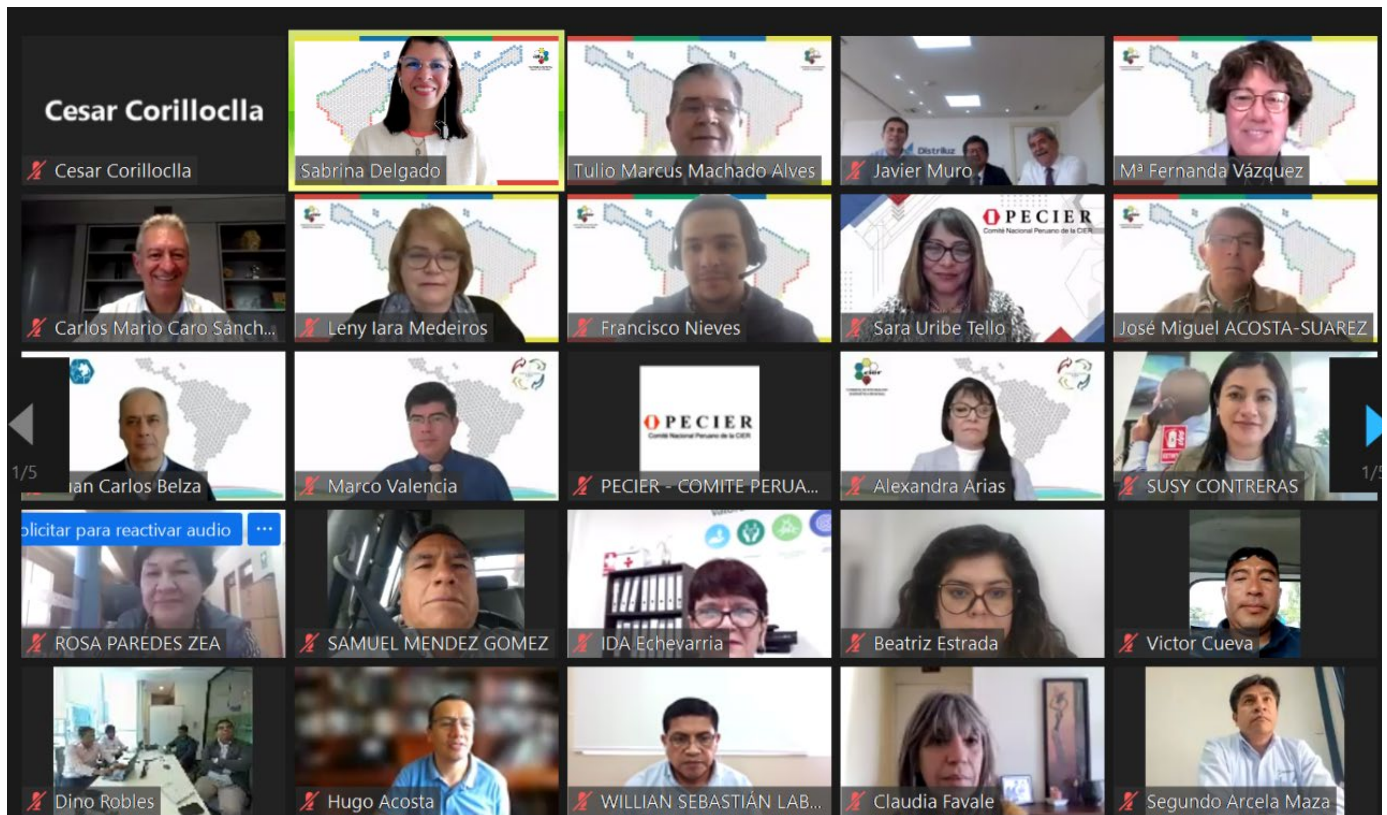 Cesar Corilloclla
Cesar Corilloclla
Sabrina Delgado
Tulio Marcus Machado Alves
Distriluz
Javier Muro
Mª Fernanda Vázquez
Carlos Mario Caro Sánch...
Leny Iara Medeiros
Francisco Nieves
PECIER
Comité Nacional Peruano de la CIER
Sara Uribe Tello
José Miguel ACOSTA-SUAREZ
1/5
uan Carlos Belza
Marco Valencia
PECIER
Comité Nacional Peruano de la CIER
PECIER - COMITE PERUA...
cier
Alexandra Arias
SUSY CONTRERAS
1/5
olicitar para reactivar audio ...
ROSA PAREDES ZEA
SAMUEL MENDEZ GOMEZ
IDA Echevarria
Beatriz Estrada
Victor Cueva
Dino Robles
Hugo Acosta
WILLIAN SEBASTIÁN LAB...
Claudia Favale
Segundo Arcela Maza